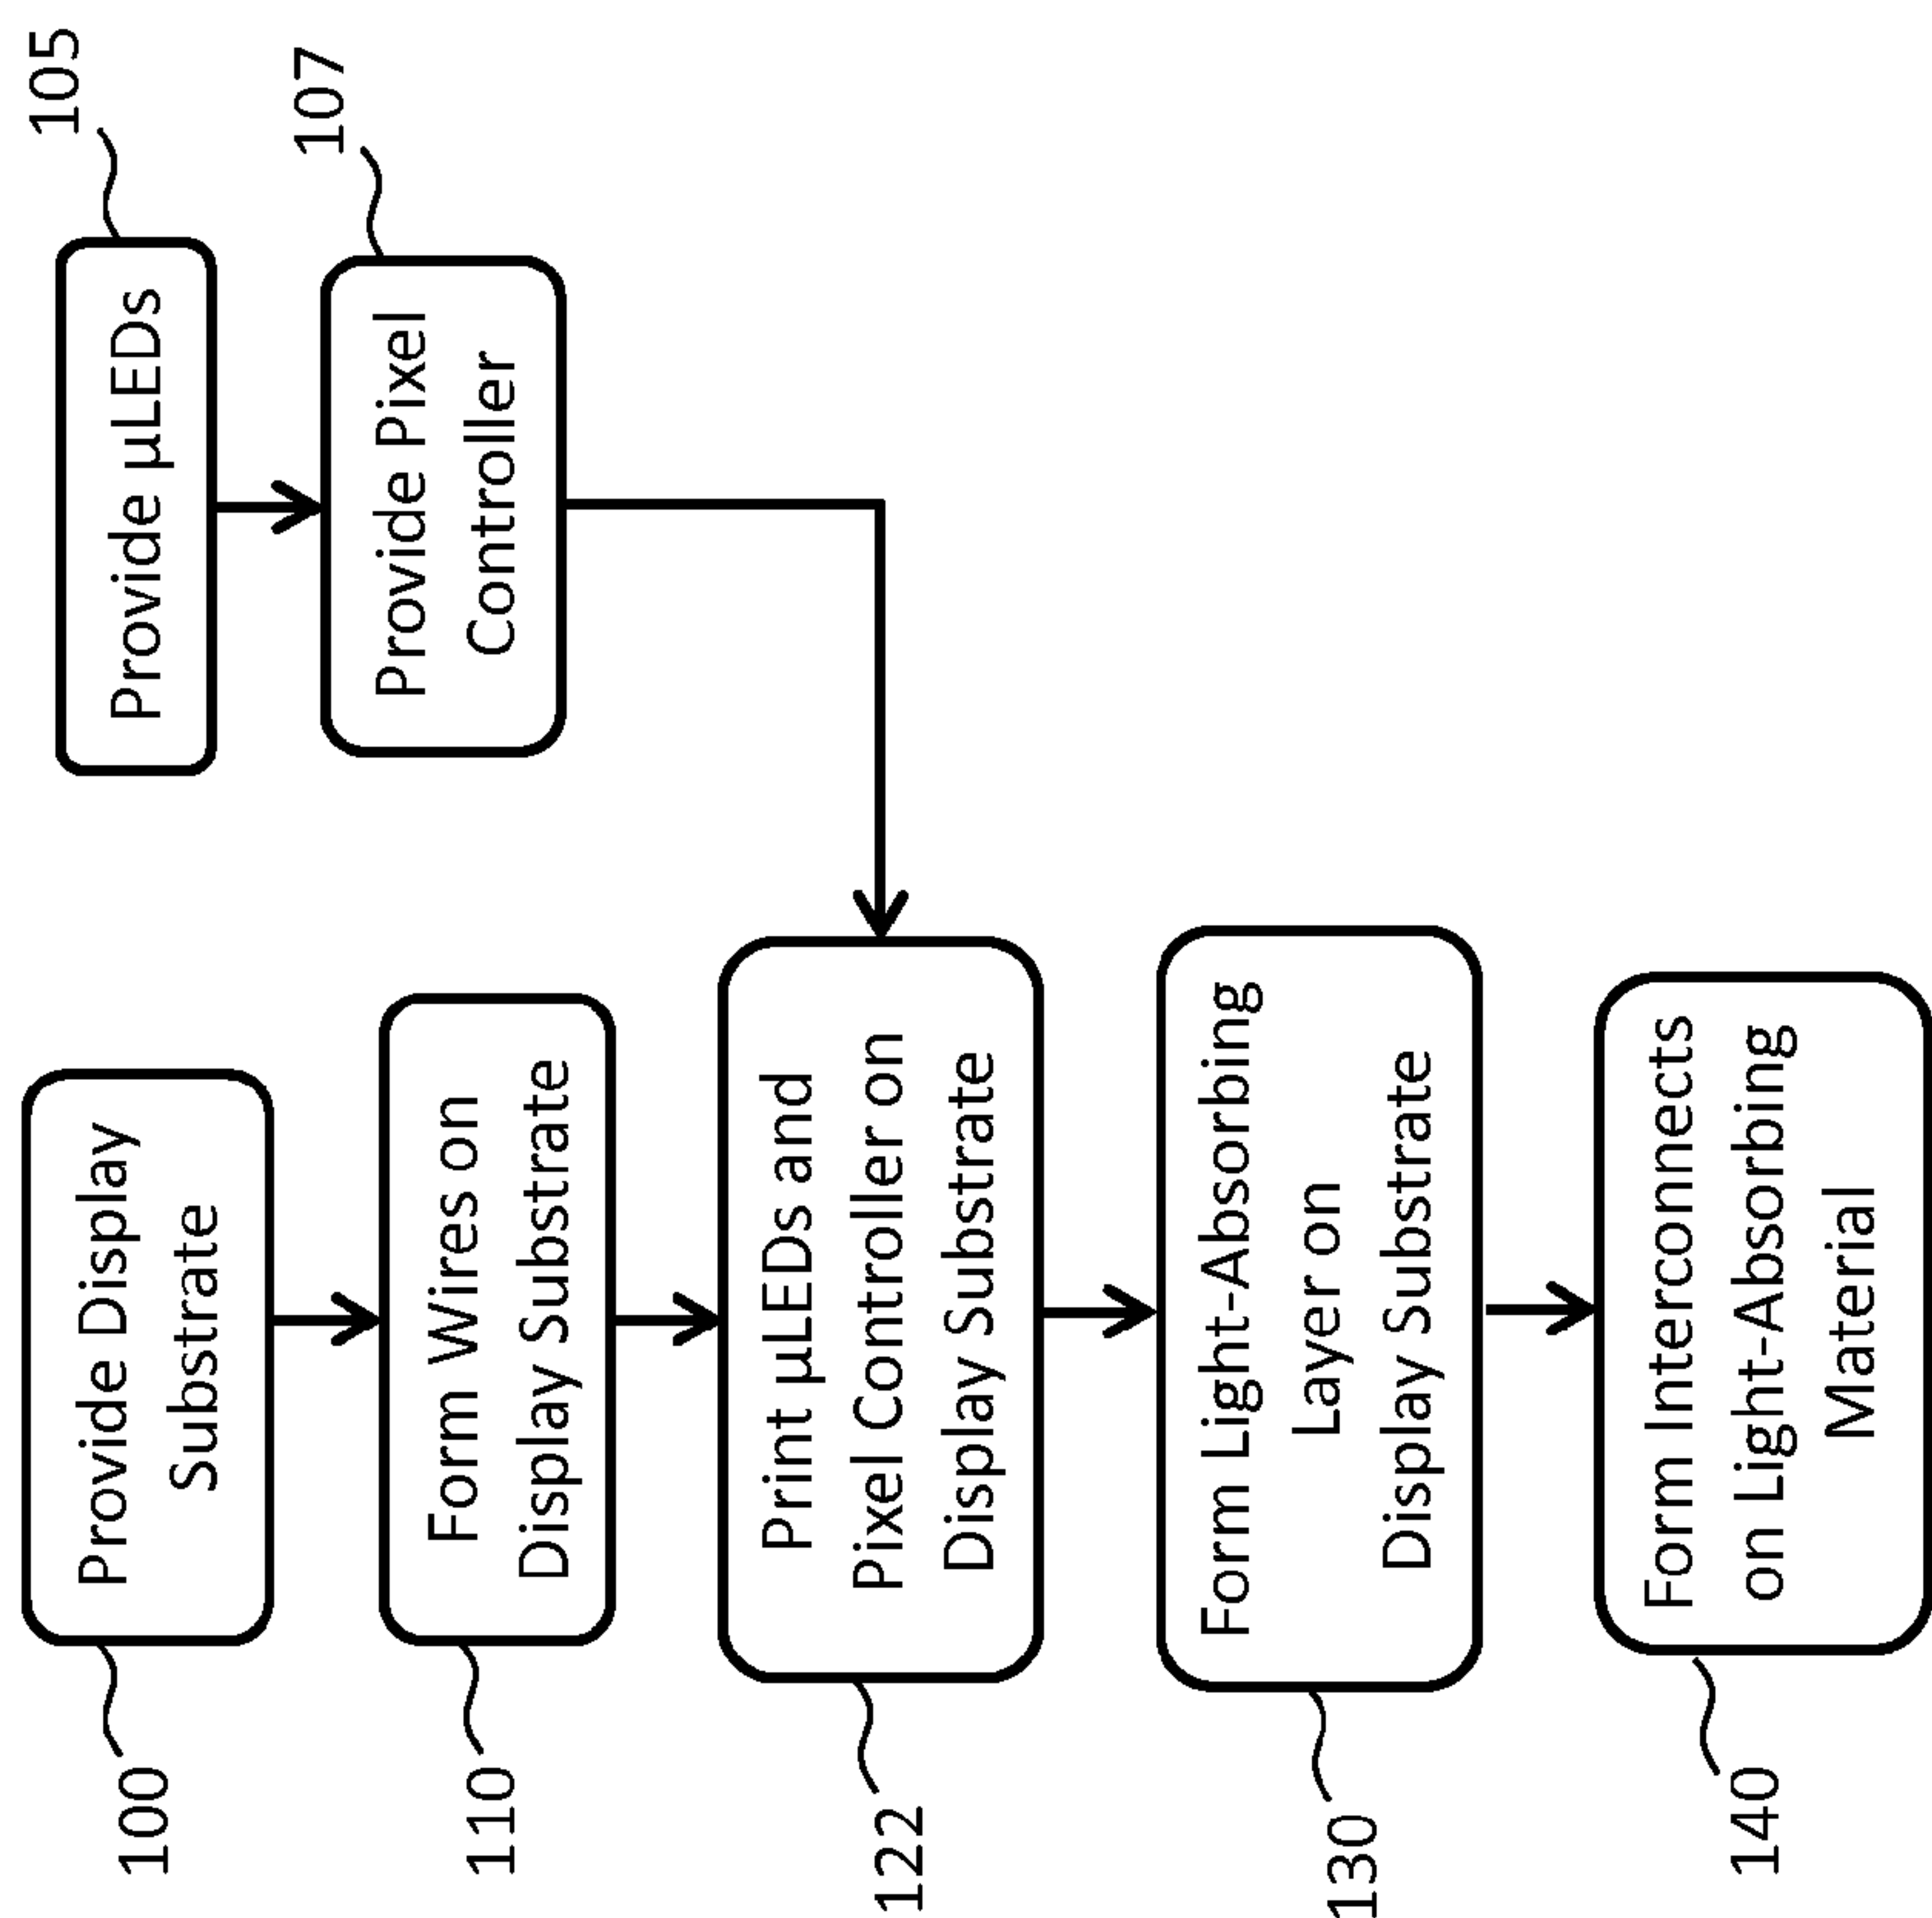 100
Provide Display
Substrate
105
Provide µLEDs
107
Provide Pixel
Controller
110
Form Wires on
Display Substrate
122
Print µLEDs and
Pixel Controller on
Display Substrate
130
Form Light-Absorbing
Layer on
Display Substrate
140
Form Interconnects
on Light-Absorbing
Material